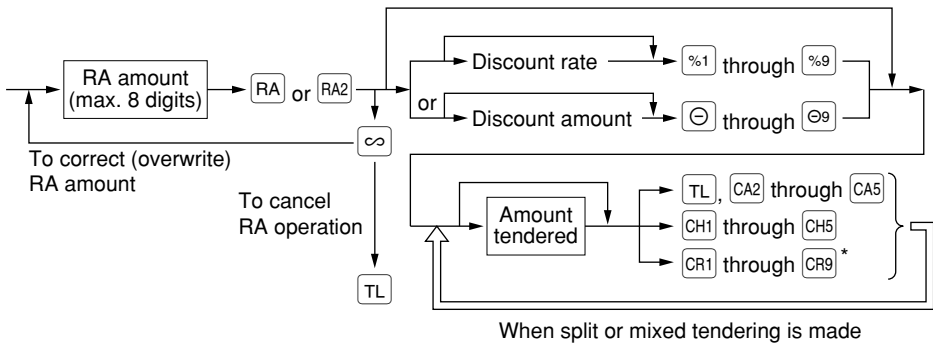 RA amount
(max. 8 digits)
RA or RA2
Discount rate
%1 through %9
or
Discount amount
⊖ through ⊖9
∞
To correct (overwrite)
RA amount
To cancel
RA operation
TL
Amount
tendered
TL, CA2 through CA5
CH1 through CH5
CR1 through CR9*
When split or mixed tendering is made